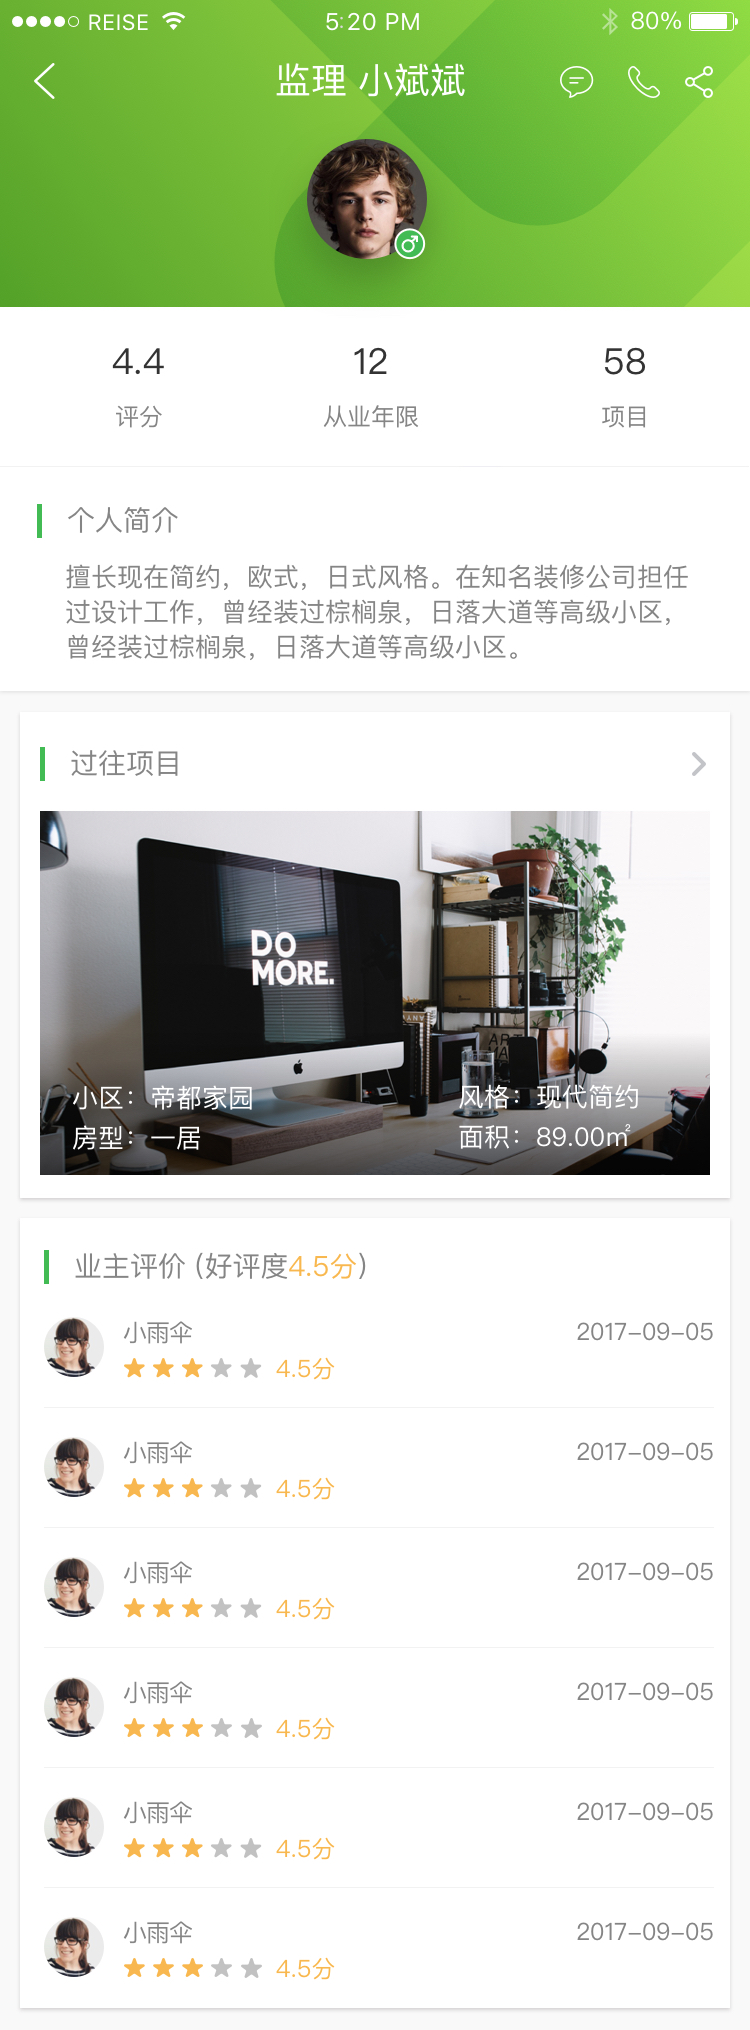 REISE 5:20 PM 80%
监理 小斌斌
4.4 12 58
评分 从业年限 项目
个人简介
擅长现在简约，欧式，日式风格。在知名装修公司担任
过设计工作，曾经装过棕榈泉，日落大道等高级小区，
曾经装过棕榈泉，日落大道等高级小区。
过往项目
DO
MORE.
小区：帝都家园 风格：现代简约
房型：一居 面积：89.00㎡
业主评价 (好评度4.5分)
小雨伞 2017-09-05
4.5分
小雨伞 2017-09-05
4.5分
小雨伞 2017-09-05
4.5分
小雨伞 2017-09-05
4.5分
小雨伞 2017-09-05
4.5分
小雨伞 2017-09-05
4.5分